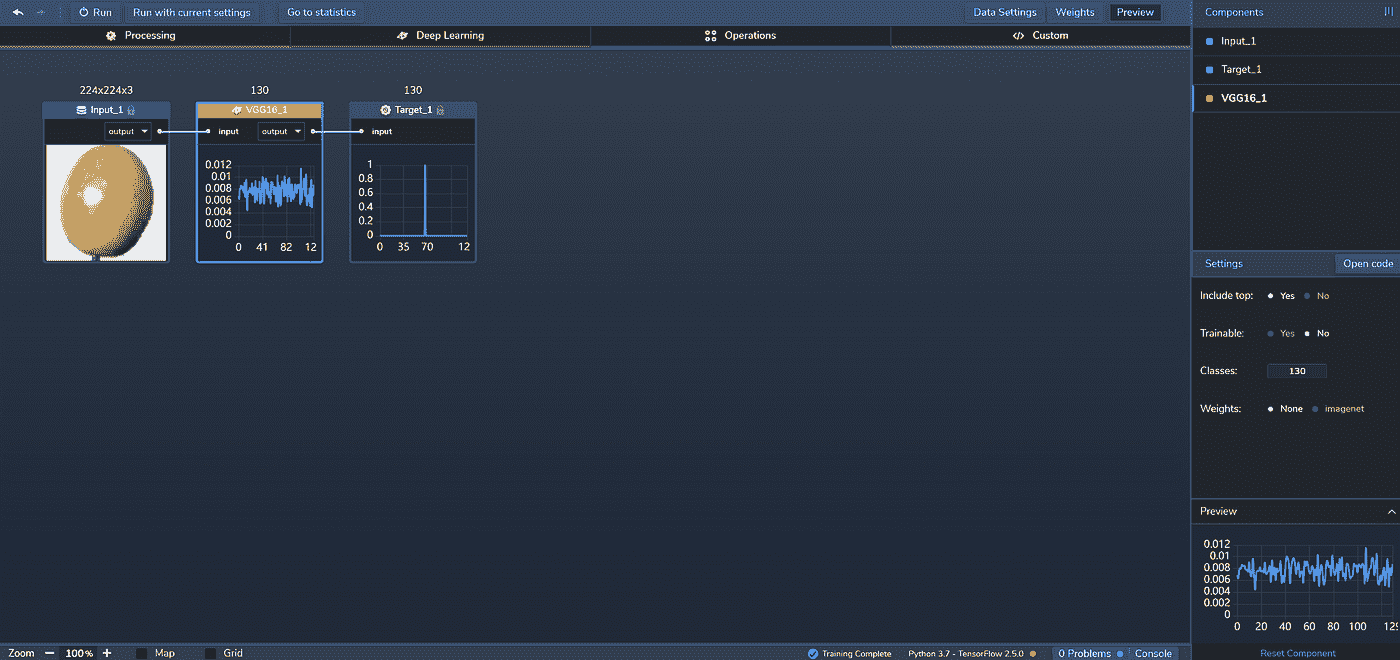 Run
Run with current settings
Go to statistics
Data Settings
Weights
Preview
Components
Processing
Deep Learning
Operations
Custom
Input_1
Target_1
VGG16_1
224x224x3
130
130
Input_1
VGG16_1
Target_1
output
input
output
input
0.012
0.01
0.008
0.006
0.004
0.002
0
0 41 82 12
1
0.8
0.6
0.4
0.2
0
0 35 70 12
Settings
Open code
Include top: Yes No
Trainable: Yes No
Classes: 130
Weights: None imagenet
Preview
0.012
0.01
0.008
0.006
0.004
0.002
0
0 20 40 60 80 100 129
Reset Component
Zoom 100% Map Grid
Training Complete
Python 3.7 - TensorFlow 2.5.0
0 Problems
Console